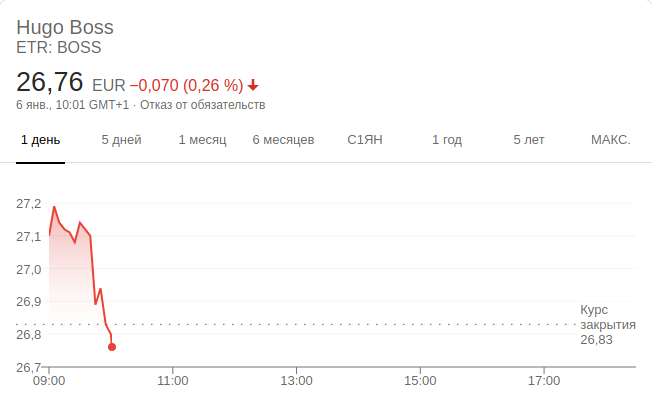 Hugo Boss
ETR: BOSS
26,76 EUR −0,070 (0,26 %)
6 янв., 10:01 GMT+1 · Отказ от обязательств
1 день 5 дней 1 месяц 6 месяцев С1ЯН 1 год 5 лет МАКС.
27,2
27,1
27,0
26,9
26,8
26,7
Курс
закрытия
26,83
09:00 11:00 13:00 15:00 17:00